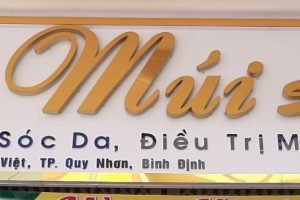 Múi s
Sóc Da, Điều Trị M
Việt, TP. Quy Nhơn, Bình Định